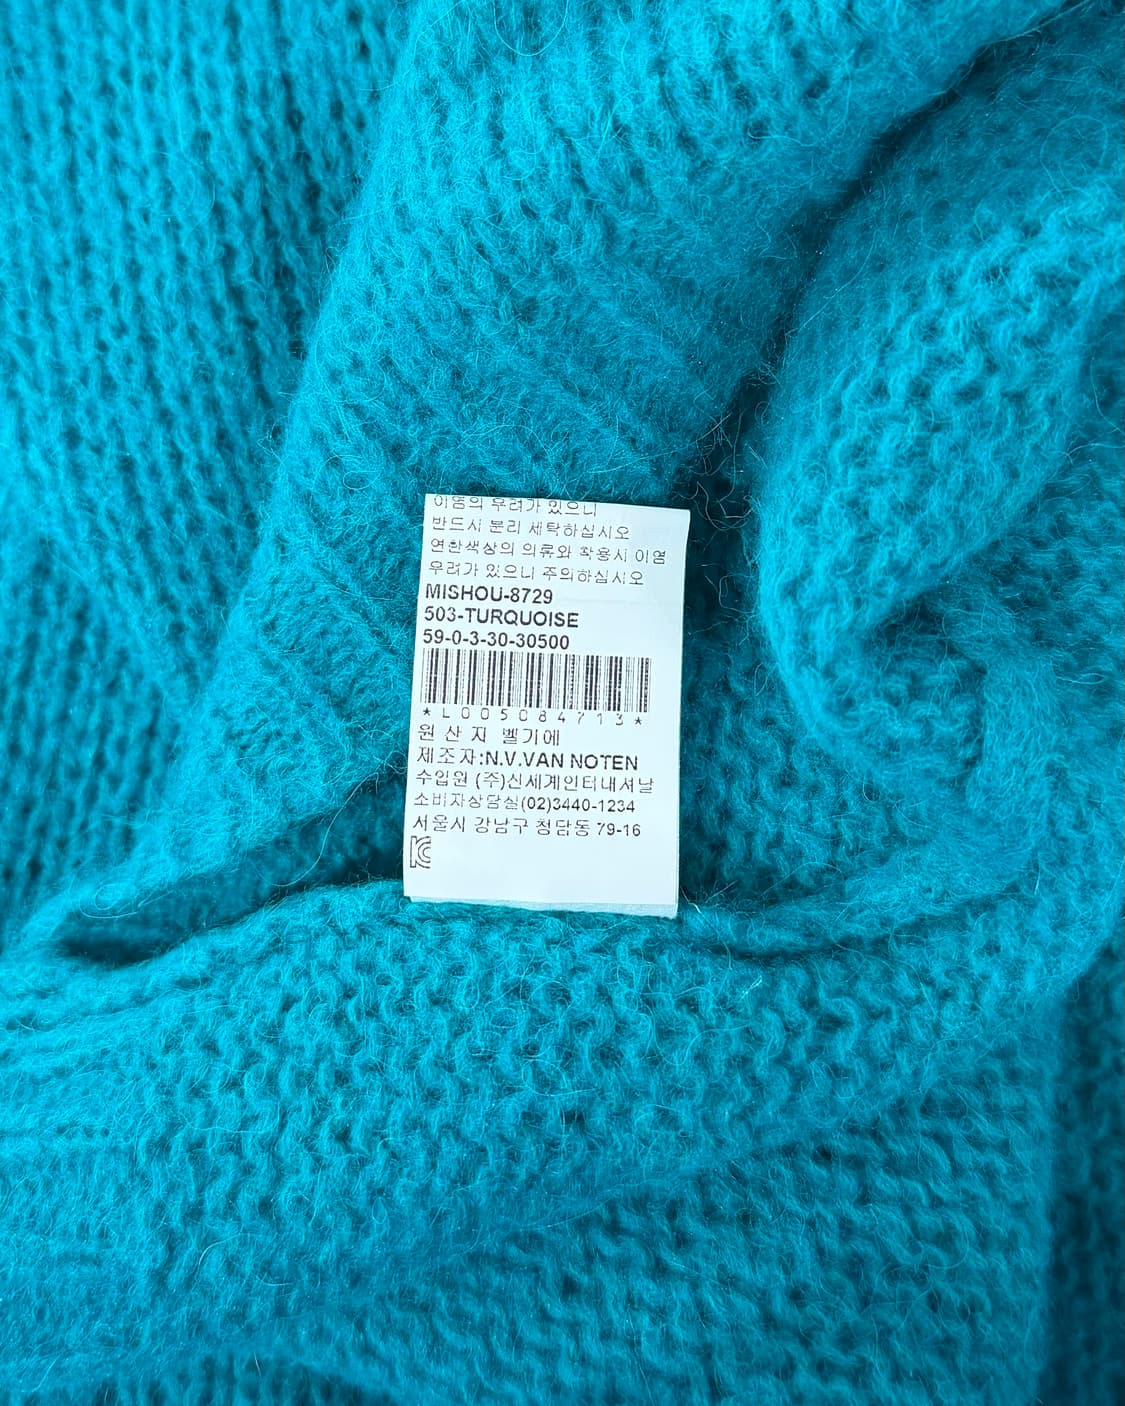 이염의 우려가 있으니
반드시 분리 세탁하십시오
연한색상의 의류와 착용시 이염
우려가 있으니 주의하십시오
MISHOU-8729
503-TURQUOISE
59-0-3-30-30500
*L005084713*
원산지 벨기에
제조자:N.V.VAN NOTEN
수입원 (주)신세계인터내셔날
소비자상담실(02)3440-1234
서울시 강남구 청담동 79-16
KC